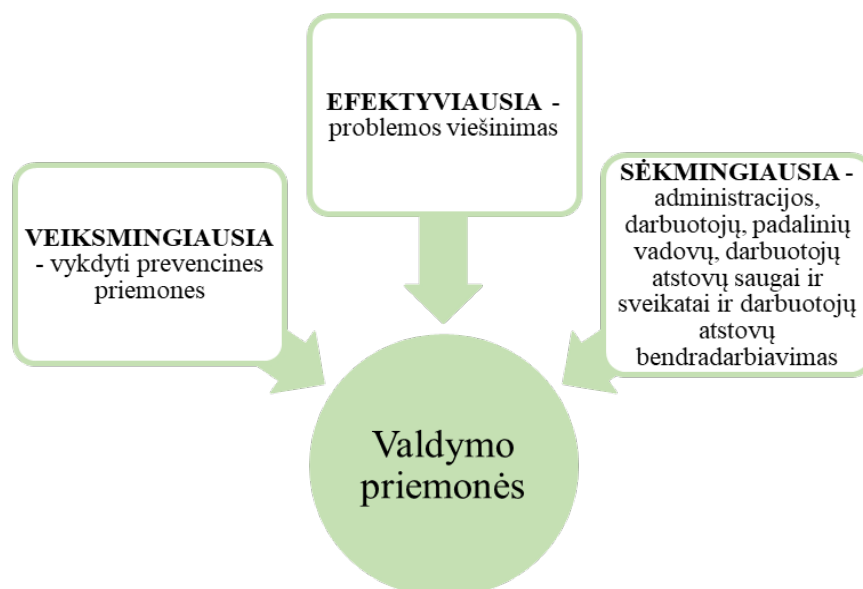 VEIKSMINGIAUSIA
- vykdyti prevencines
priemones
EFEKTYVIAUSIA -
problemos viešinimas
SĖKMINGIAUSIA -
administracijos,
darbuotojų, padalinių
vadovų, darbuotojų
atstovų saugai ir
sveikatai ir darbuotojų
atstovų
bendradarbiavimas
Valdymo
priemonės